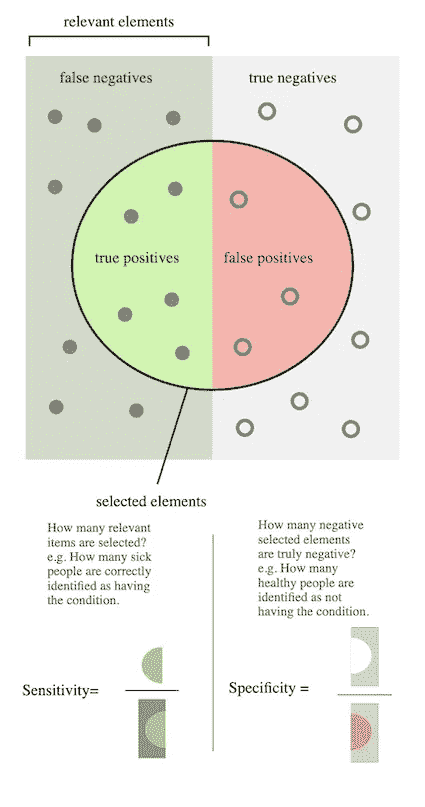 relevant elements
false negatives
true negatives
true positives
false positives
selected elements
How many relevant
items are selected?
e.g. How many sick
people are correctly
identified as having
the condition.
How many negative
selected elements
are truly negative?
e.g. How many
healthy people are
identified as not
having the condition.
Sensitivity=
Specificity =